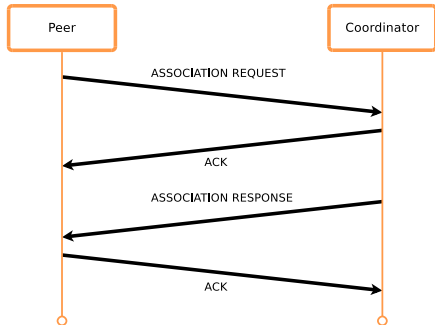 Peer
Coordinator
ASSOCIATION REQUEST
ACK
ASSOCIATION RESPONSE
ACK